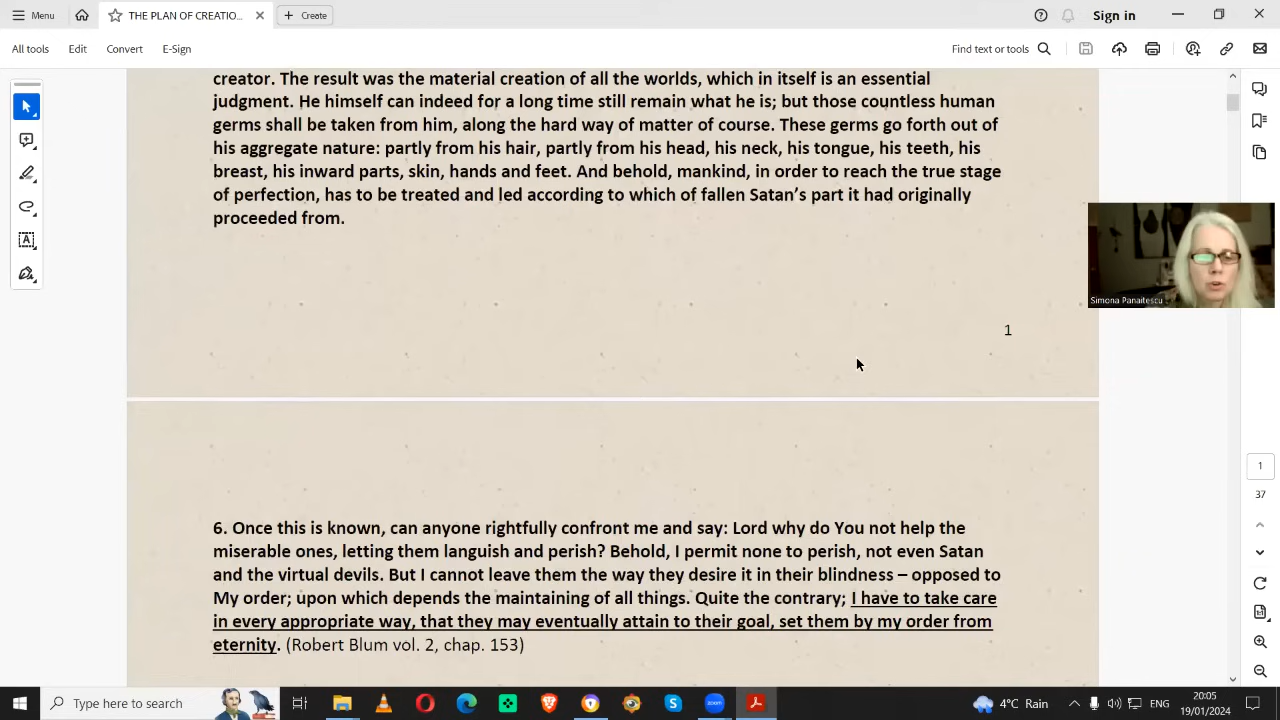 Menu
THE PLAN OF CREATIO...
Create
Sign in
All tools
Edit
Convert
E-Sign
Find text or tools
creator. The result was the material creation of all the worlds, which in itself is an essential
judgment. He himself can indeed for a long time still remain what he is; but those countless human
germs shall be taken from him, along the hard way of matter of course. These germs go forth out of
his aggregate nature: partly from his hair, partly from his head, his neck, his tongue, his teeth, his
breast, his inward parts, skin, hands and feet. And behold, mankind, in order to reach the true stage
of perfection, has to be treated and led according to which of fallen Satan’s part it had originally
proceeded from.
Simona Panaitescu
1
6. Once this is known, can anyone rightfully confront me and say: Lord why do You not help the
miserable ones, letting them languish and perish? Behold, I permit none to perish, not even Satan
and the virtual devils. But I cannot leave them the way they desire it in their blindness – opposed to
My order; upon which depends the maintaining of all things. Quite the contrary; I have to take care
in every appropriate way, that they may eventually attain to their goal, set them by my order from
eternity. (Robert Blum vol. 2, chap. 153)
1
37
Type here to search
zoom
4°C Rain
ENG
20:05
19/01/2024